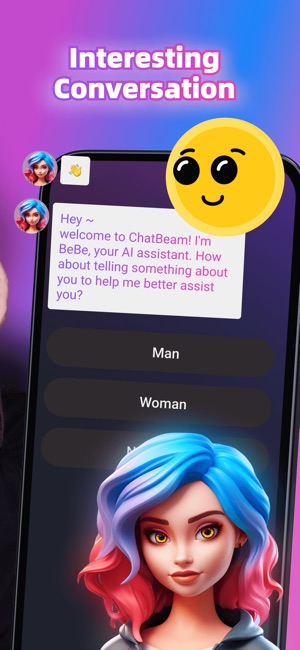 Interesting
Conversation
Hey ~
welcome to ChatBeam! I'm
BeBe, your AI assistant. How
about telling something about
you to help me better assist
you?
Man
Woman